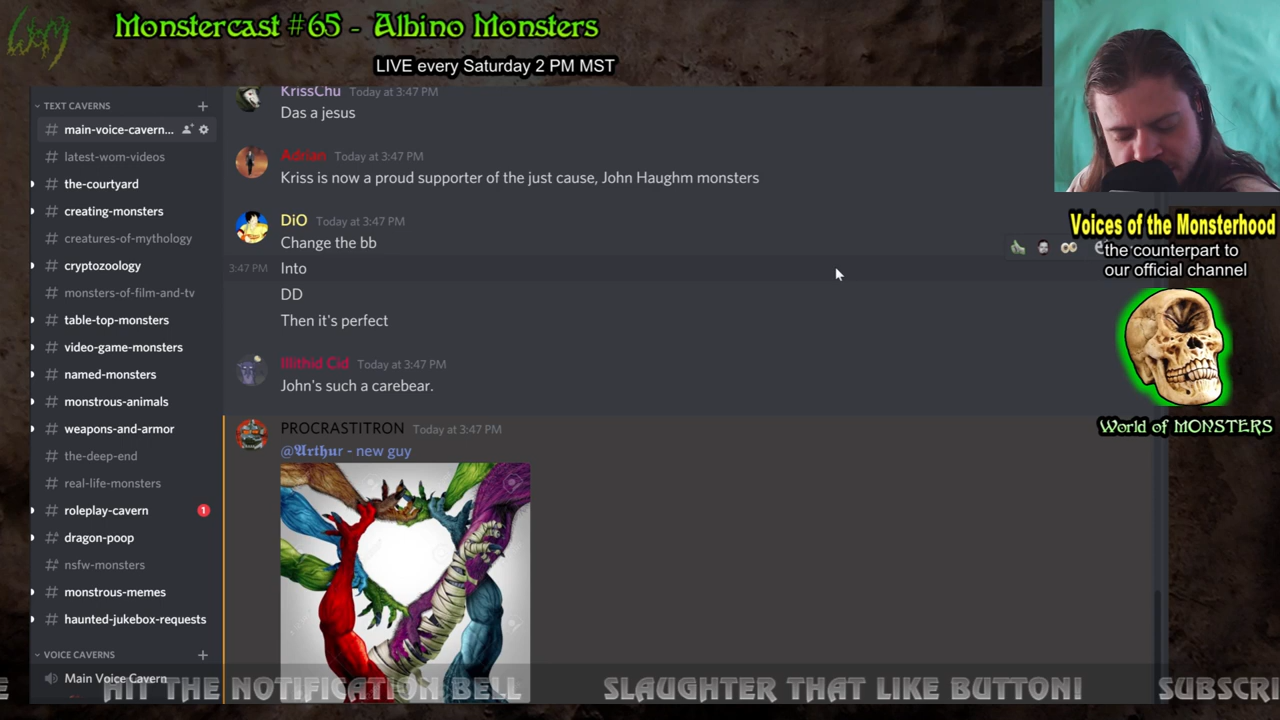 WoM
Monstercast #65 - Albino Monsters
LIVE every Saturday 2 PM MST
TEXT CAVERNS
main-voice-cavern...
latest-wom-videos
the-courtyard
creating-monsters
creatures-of-mythology
cryptozoology
monsters-of-film-and-tv
table-top-monsters
video-game-monsters
named-monsters
monstrous-animals
weapons-and-armor
the-deep-end
real-life-monsters
roleplay-cavern 1
dragon-poop
nsfw-monsters
monstrous-memes
haunted-jukebox-requests
VOICE CAVERNS
Main Voice Cavern
KrissChu Today at 3:47 PM
Das a jesus
Adrian Today at 3:47 PM
Kriss is now a proud supporter of the just cause, John Haughm monsters
DiO Today at 3:47 PM
Change the bb
3:47 PM Into
DD
Then it's perfect
Illithid Cid Today at 3:47 PM
John's such a carebear.
PROCRASTITRON Today at 3:47 PM
@𝕬𝖗𝖙𝖍𝖚r - new guy
Voices of the Monsterhood
the counterpart to
our official channel
World of MONSTERS
HIT THE NOTIFICATION BELL SLAUGHTER THAT LIKE BUTTON! SUBSCRI